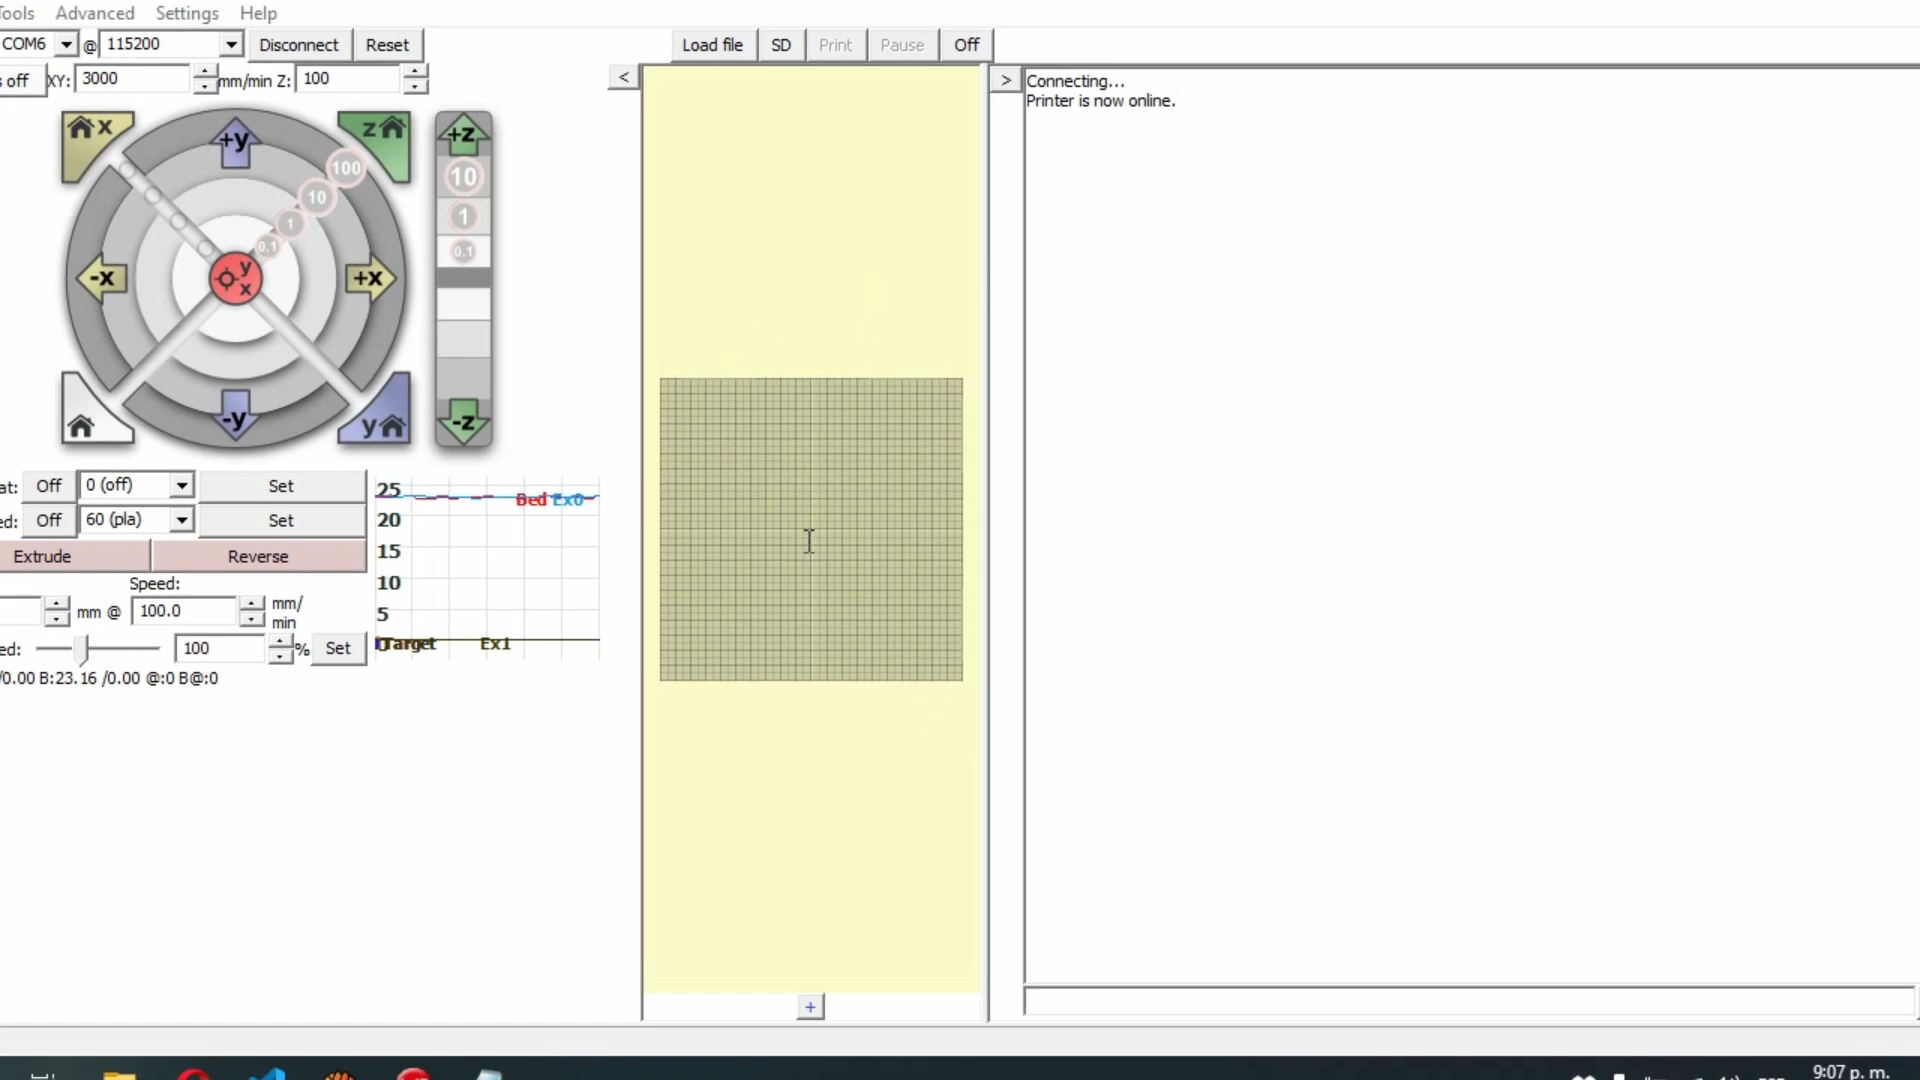 Tools Advanced Settings Help
COM6 @ 115200 Disconnect Reset Load file SD Print Pause Off
s off XY: 3000 mm/min Z: 100 < >
Connecting...
Printer is now online.
x z
+y +z
100 10
10 1
1 0.1
0.1
y
x
-x +x
-y -z
y
at: Off 0 (off) Set
ed: Off 60 (pla) Set
Extrude Reverse
Speed:
mm @ 100.0 mm/
min
ed: 100 % Set
/0.00 B:23.16 /0.00 @:0 B@:0
25 Bed Ex0
20
15
10
5
Target Ex1
+
9:07 p. m.